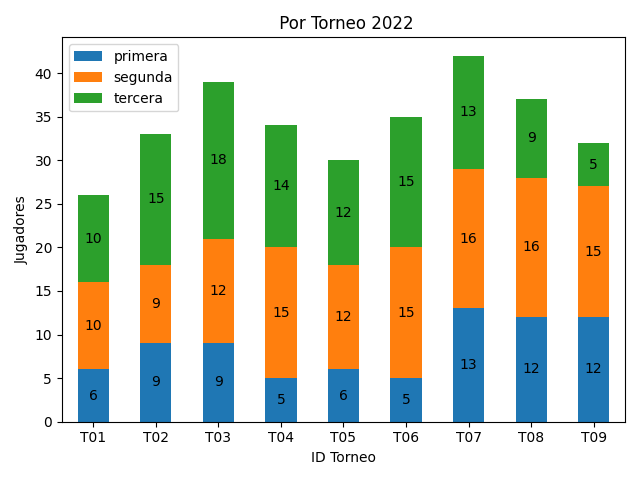 Por Torneo 2022
primera
segunda
tercera
Jugadores
40
35
30
25
20
15
10
5
0
10 15 18 14 12 15 13 9 5
10 9 12 15 12 15 16 16 15
6 9 9 5 6 5 13 12 12
T01 T02 T03 T04 T05 T06 T07 T08 T09
ID Torneo